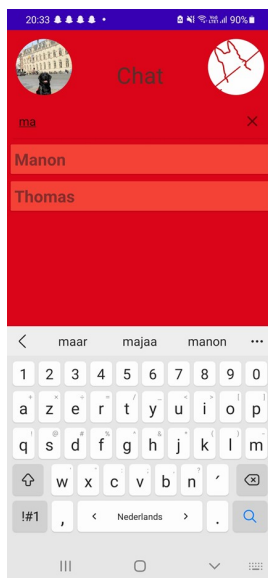 20:33 90%
Chat
ma
Manon
Thomas
maar majaa manon
1 2 3 4 5 6 7 8 9 0
a z e r t y u i o p
q s d f g h j k l m
w x c v b n ´
!#1 , Nederlands .